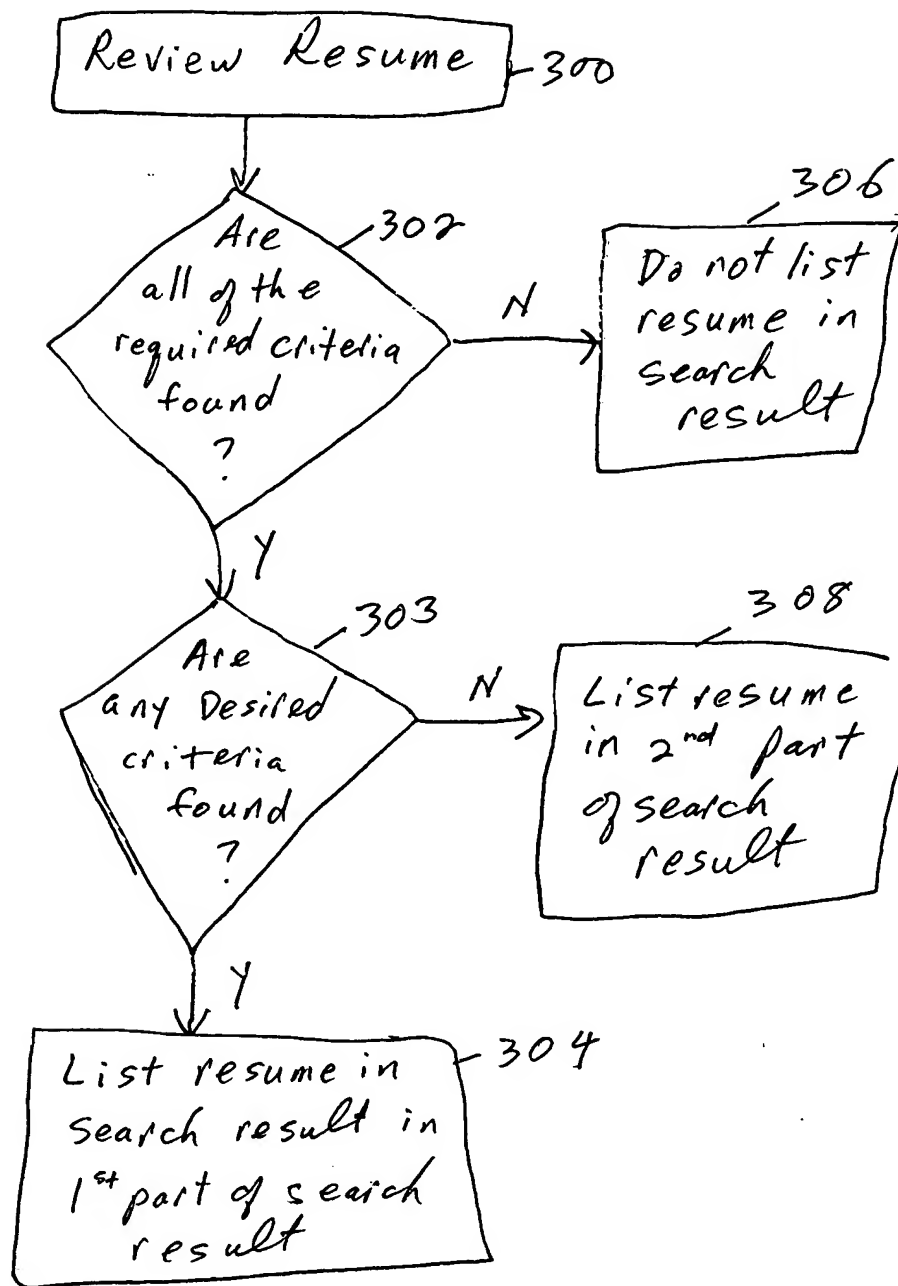 Review Resume
300
Are
all of the
required criteria
found
?
302
N
306
Do not list
resume in
search
result
Y
303
Are
any Desired
criteria
found
?
N
308
List resume
in 2nd part
of search
result
Y
304
List resume in
search result in
1st part of search
result